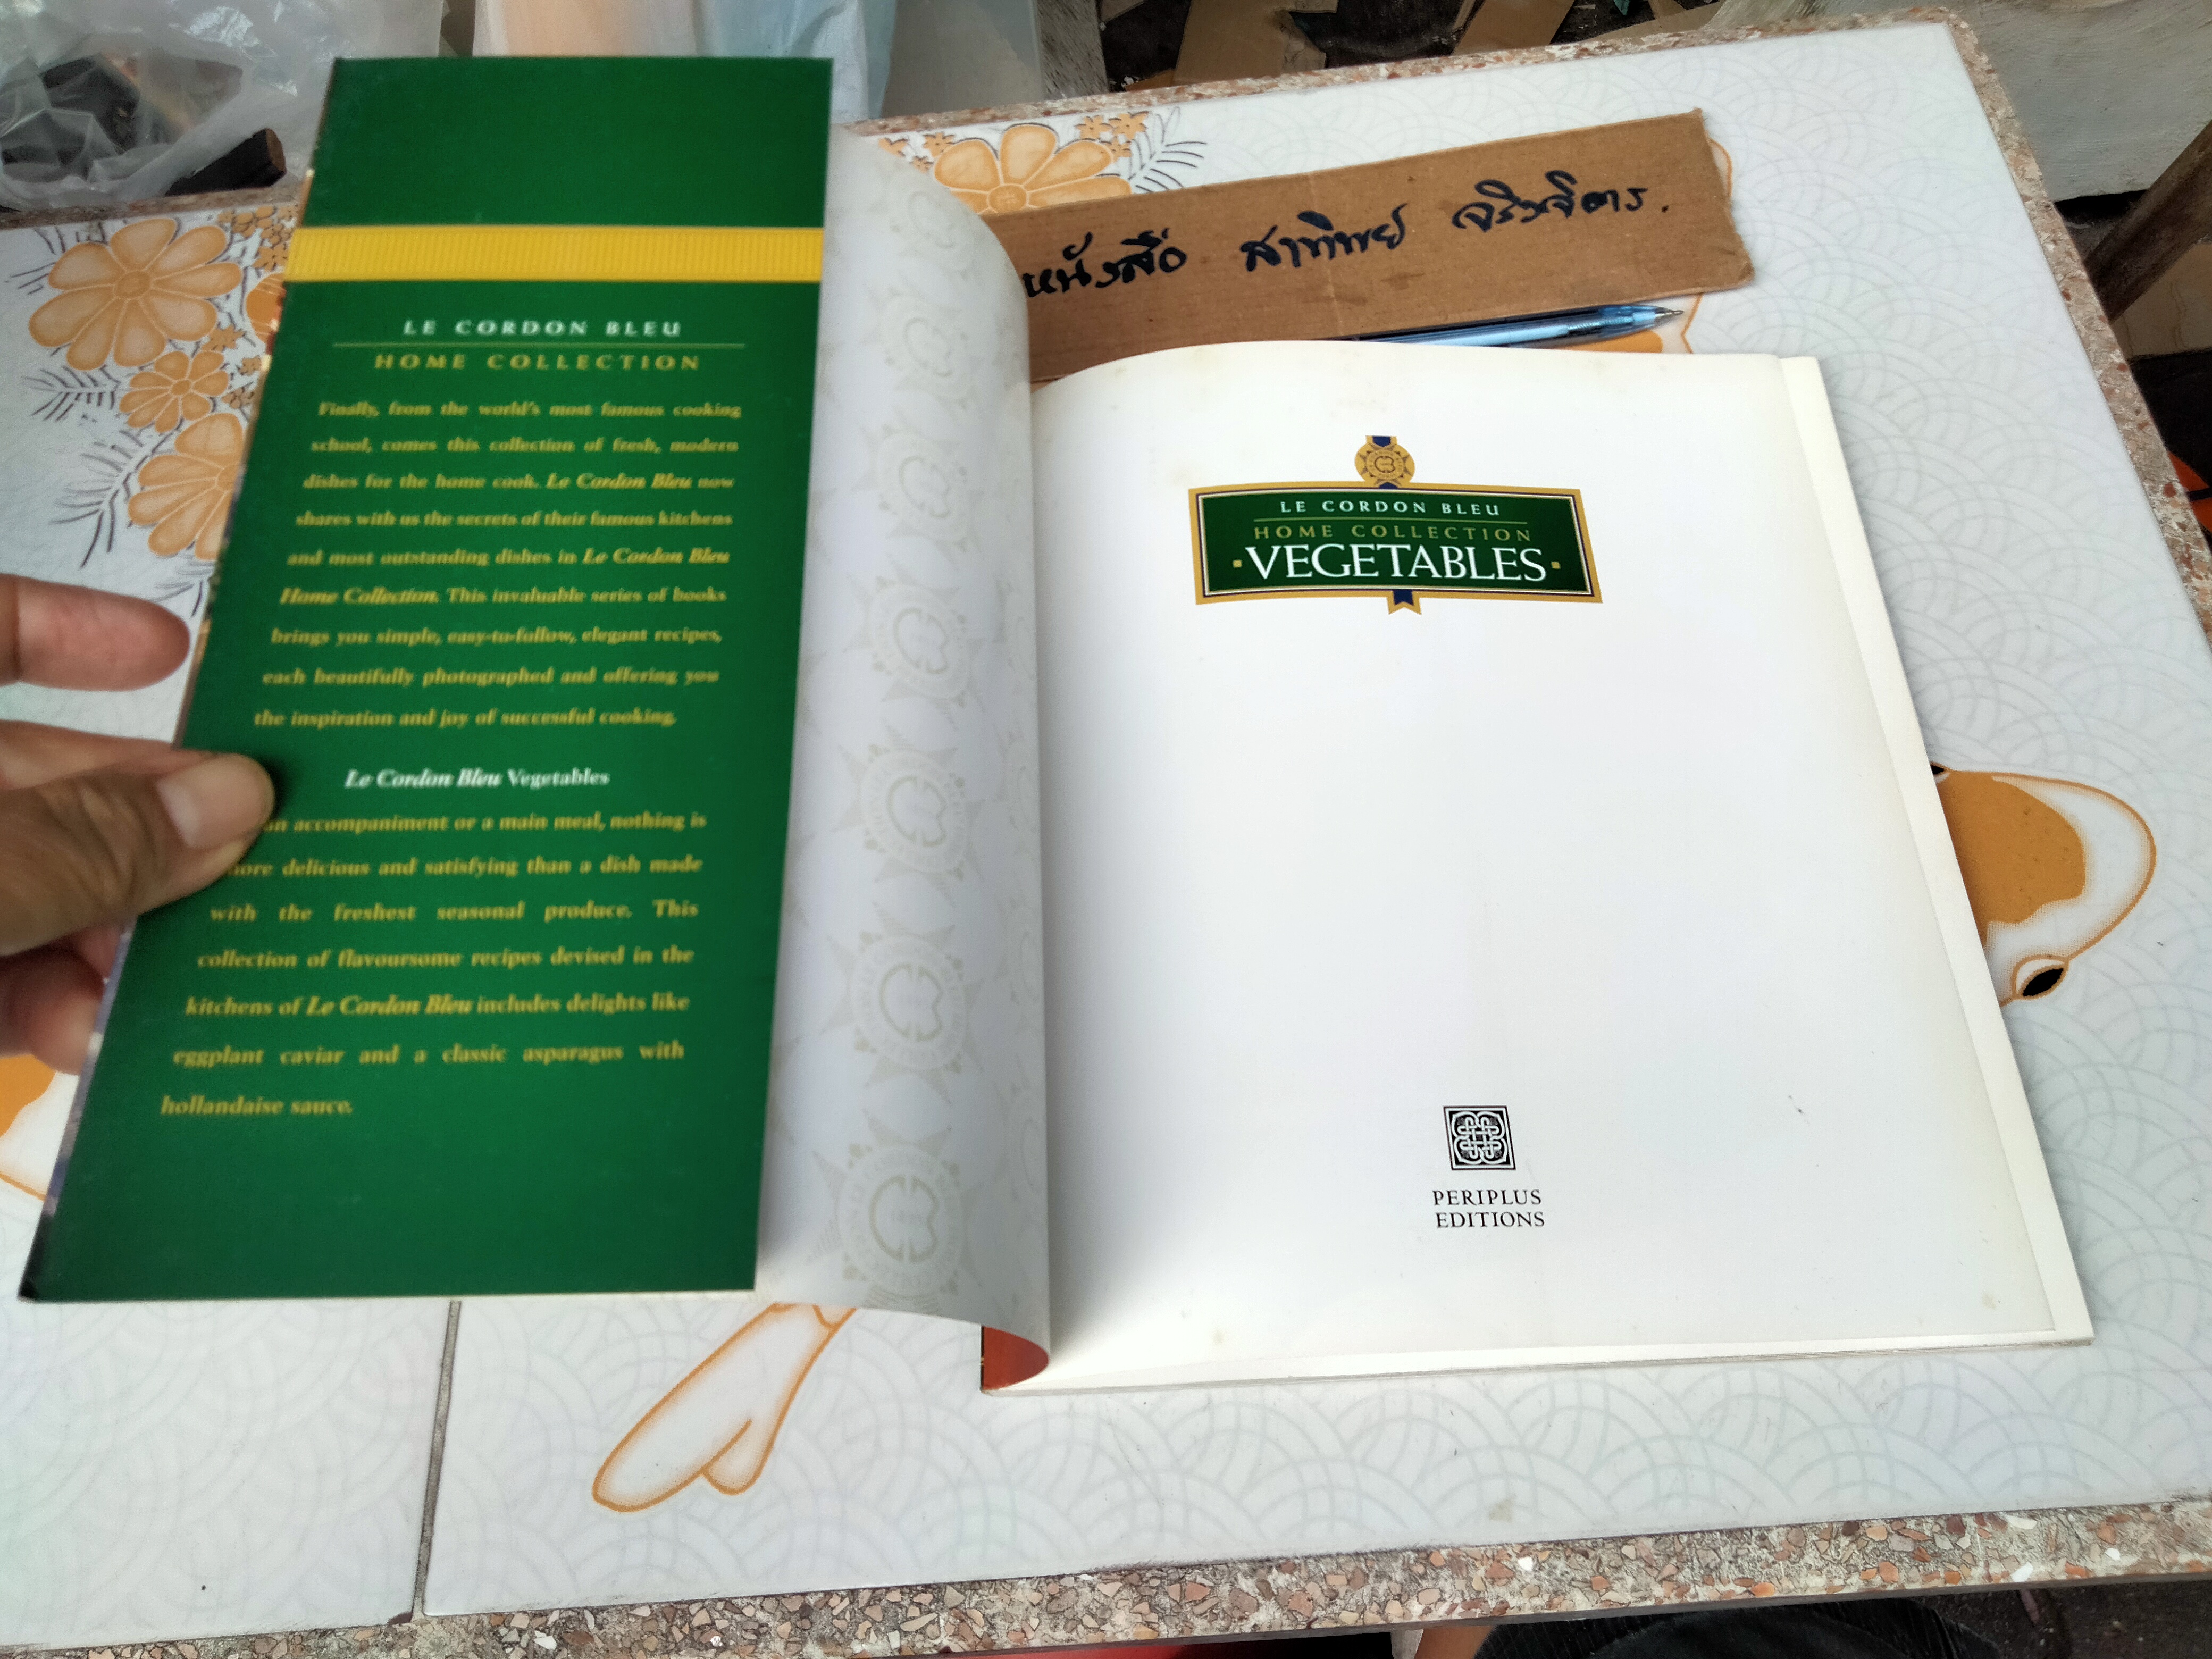 LE CORDON BLEU
HOME COLLECTION
Finally, from the world's most famous cooking
school, comes this collection of fresh, modern
dishes for the home cook. Le Cordon Bleu now
shares with us the secrets of their famous kitchens
and most outstanding dishes in Le Cordon Bleu
Home Collection. This invaluable series of books
brings you simple, easy-to-follow, elegant recipes,
each beautifully photographed and offering you
the inspiration and joy of successful cooking.
Le Cordon Bleu Vegetables
an accompaniment or a main meal, nothing is
more delicious and satisfying than a dish made
with the freshest seasonal produce. This
collection of flavoursome recipes devised in the
kitchens of Le Cordon Bleu includes delights like
eggplant caviar and a classic asparagus with
hollandaise sauce.
หนังสือ สาทิพย์ จริงจิตร.
LE CORDON BLEU
HOME COLLECTION
·VEGETABLES·
PERIPLUS
EDITIONS